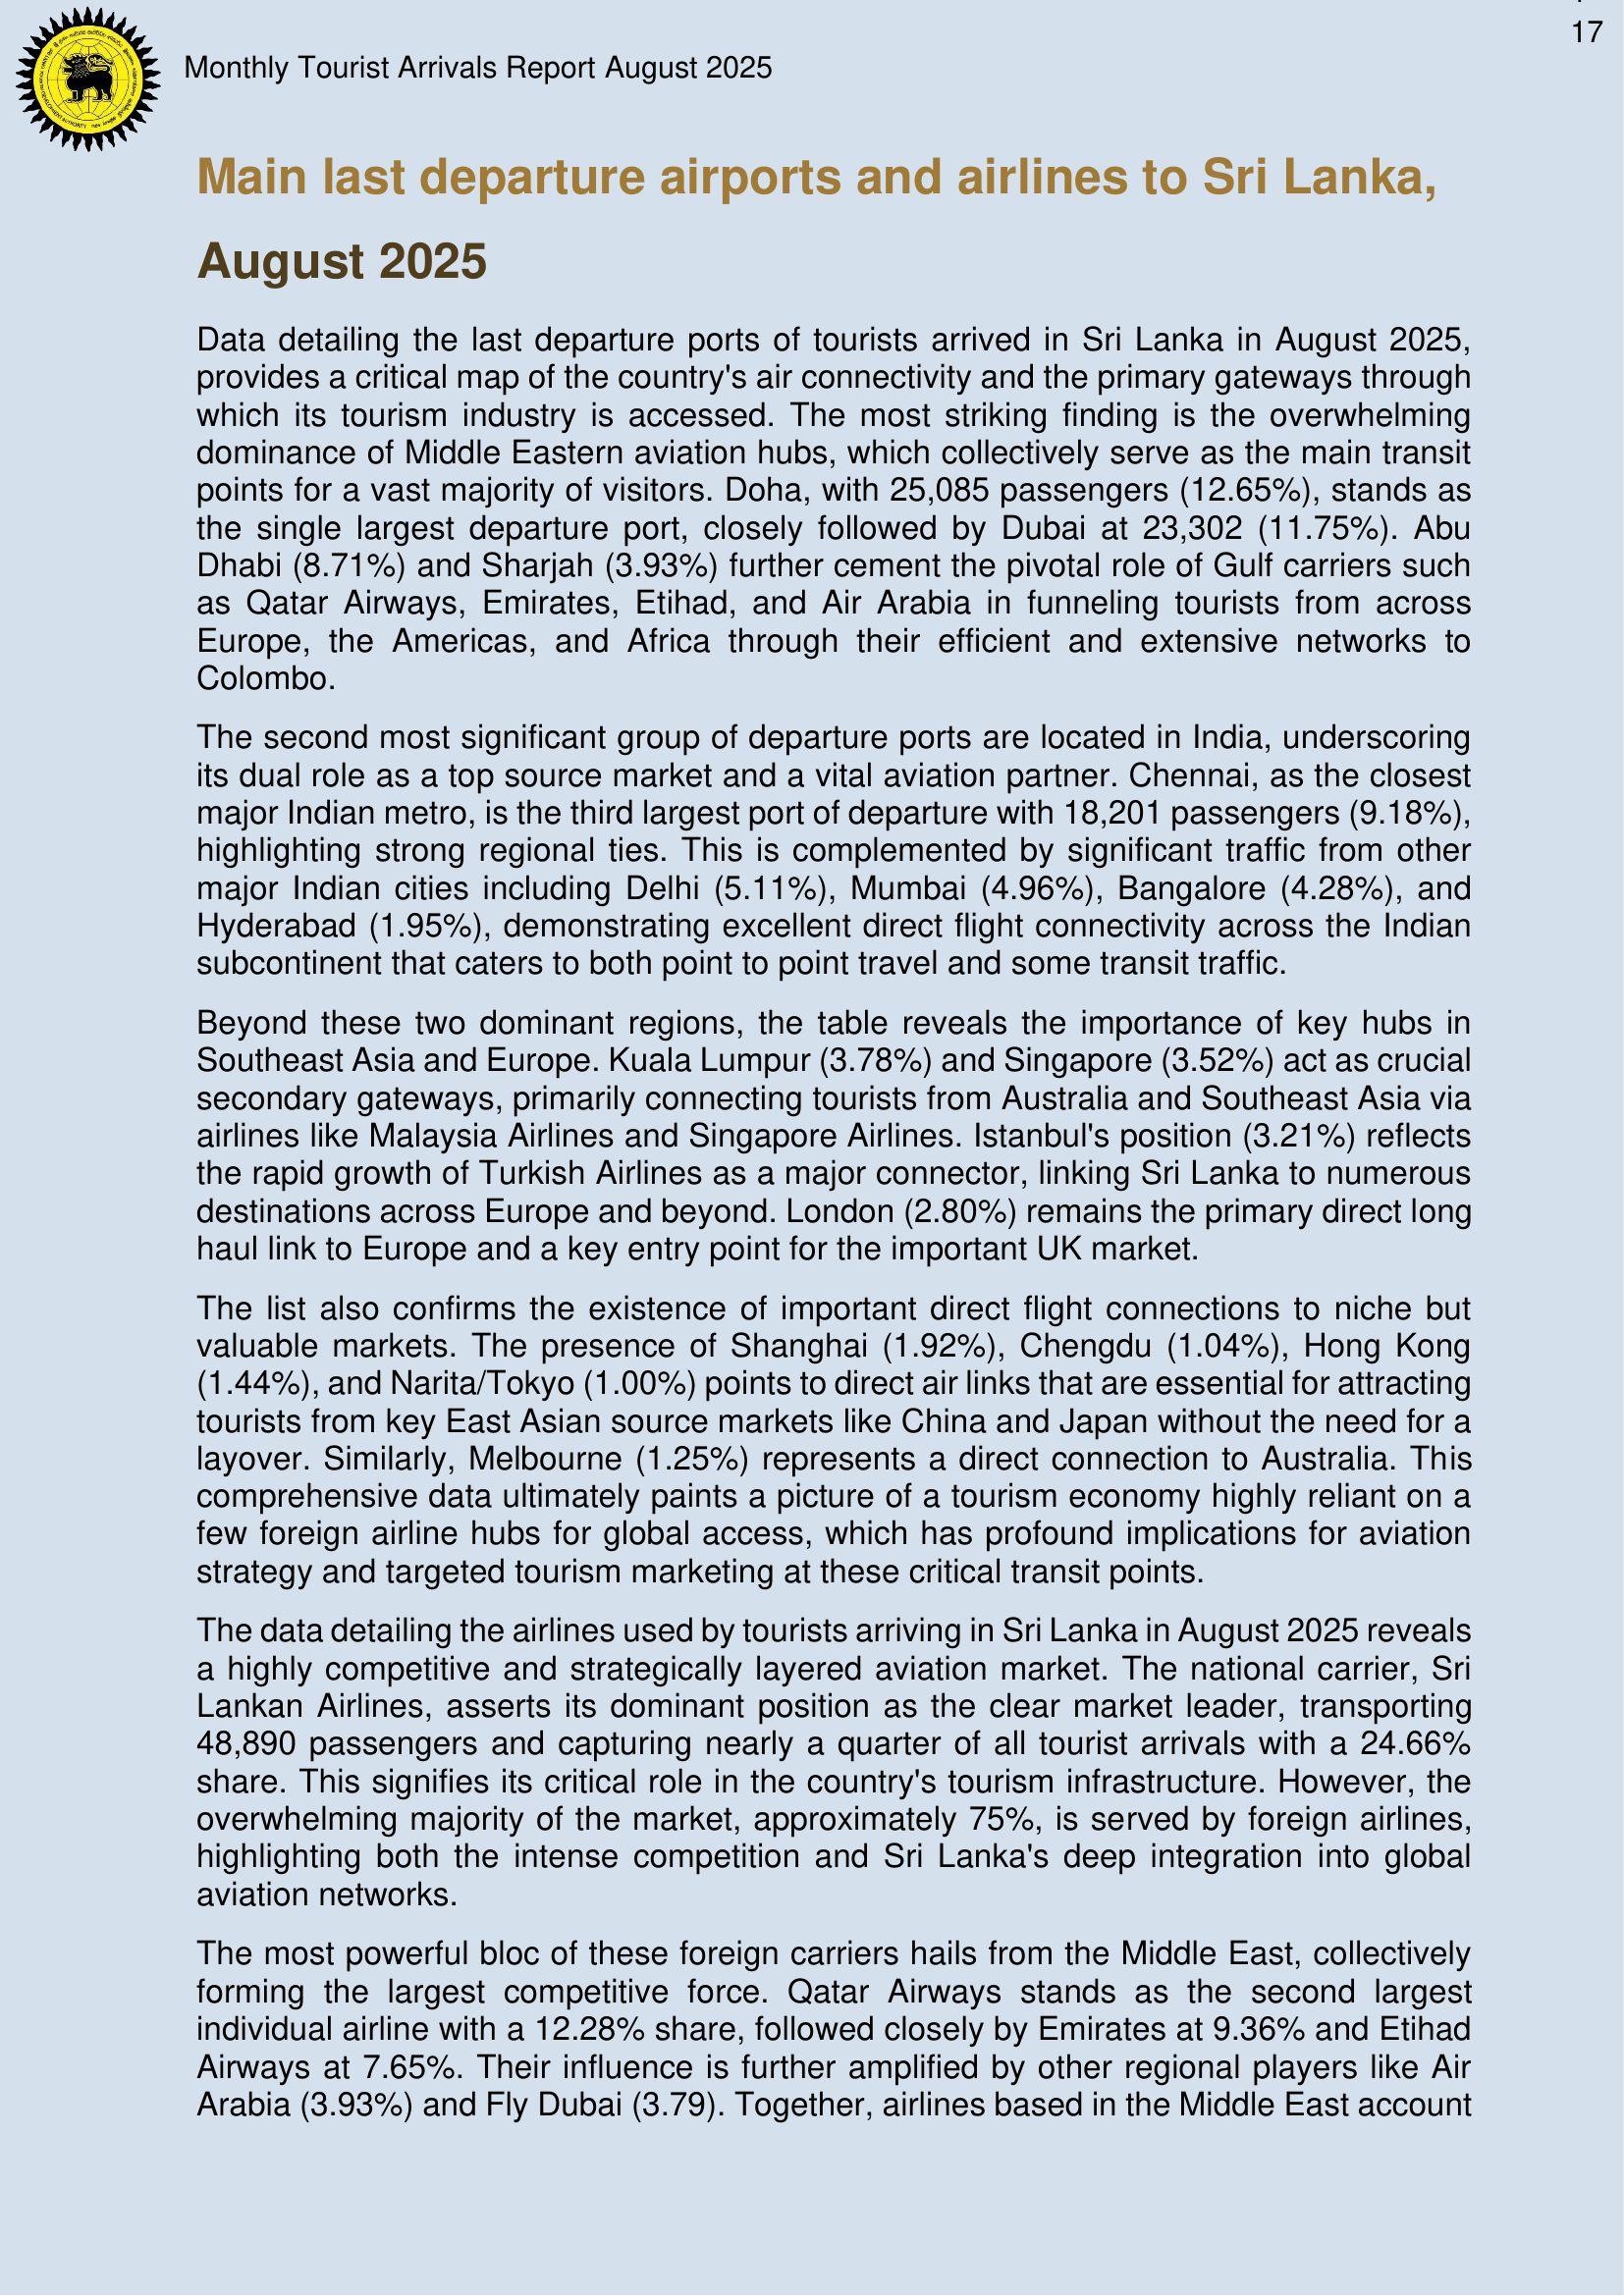 17
Monthly Tourist Arrivals Report August 2025
Main last departure airports and airlines to Sri Lanka,
August 2025
Data detailing the last departure ports of tourists arrived in Sri Lanka in August 2025,
provides a critical map of the country's air connectivity and the primary gateways through
which its tourism industry is accessed. The most striking finding is the overwhelming
dominance of Middle Eastern aviation hubs, which collectively serve as the main transit
points for a vast majority of visitors. Doha, with 25,085 passengers (12.65%), stands as
the single largest departure port, closely followed by Dubai at 23,302 (11.75%). Abu
Dhabi (8.71%) and Sharjah (3.93%) further cement the pivotal role of Gulf carriers such
as Qatar Airways, Emirates, Etihad, and Air Arabia in funneling tourists from across
Europe, the Americas, and Africa through their efficient and extensive networks to
Colombo.
The second most significant group of departure ports are located in India, underscoring
its dual role as a top source market and a vital aviation partner. Chennai, as the closest
major Indian metro, is the third largest port of departure with 18,201 passengers (9.18%),
highlighting strong regional ties. This is complemented by significant traffic from other
major Indian cities including Delhi (5.11%), Mumbai (4.96%), Bangalore (4.28%), and
Hyderabad (1.95%), demonstrating excellent direct flight connectivity across the Indian
subcontinent that caters to both point to point travel and some transit traffic.
Beyond these two dominant regions, the table reveals the importance of key hubs in
Southeast Asia and Europe. Kuala Lumpur (3.78%) and Singapore (3.52%) act as crucial
secondary gateways, primarily connecting tourists from Australia and Southeast Asia via
airlines like Malaysia Airlines and Singapore Airlines. Istanbul's position (3.21%) reflects
the rapid growth of Turkish Airlines as a major connector, linking Sri Lanka to numerous
destinations across Europe and beyond. London (2.80%) remains the primary direct long
haul link to Europe and a key entry point for the important UK market.
The list also confirms the existence of important direct flight connections to niche but
valuable markets. The presence of Shanghai (1.92%), Chengdu (1.04%), Hong Kong
(1.44%), and Narita/Tokyo (1.00%) points to direct air links that are essential for attracting
tourists from key East Asian source markets like China and Japan without the need for a
layover. Similarly, Melbourne (1.25%) represents a direct connection to Australia. This
comprehensive data ultimately paints a picture of a tourism economy highly reliant on a
few foreign airline hubs for global access, which has profound implications for aviation
strategy and targeted tourism marketing at these critical transit points.
The data detailing the airlines used by tourists arriving in Sri Lanka in August 2025 reveals
a highly competitive and strategically layered aviation market. The national carrier, Sri
Lankan Airlines, asserts its dominant position as the clear market leader, transporting
48,890 passengers and capturing nearly a quarter of all tourist arrivals with a 24.66%
share. This signifies its critical role in the country's tourism infrastructure. However, the
overwhelming majority of the market, approximately 75%, is served by foreign airlines,
highlighting both the intense competition and Sri Lanka's deep integration into global
aviation networks.
The most powerful bloc of these foreign carriers hails from the Middle East, collectively
forming the largest competitive force. Qatar Airways stands as the second largest
individual airline with a 12.28% share, followed closely by Emirates at 9.36% and Etihad
Airways at 7.65%. Their influence is further amplified by other regional players like Air
Arabia (3.93%) and Fly Dubai (3.79). Together, airlines based in the Middle East account